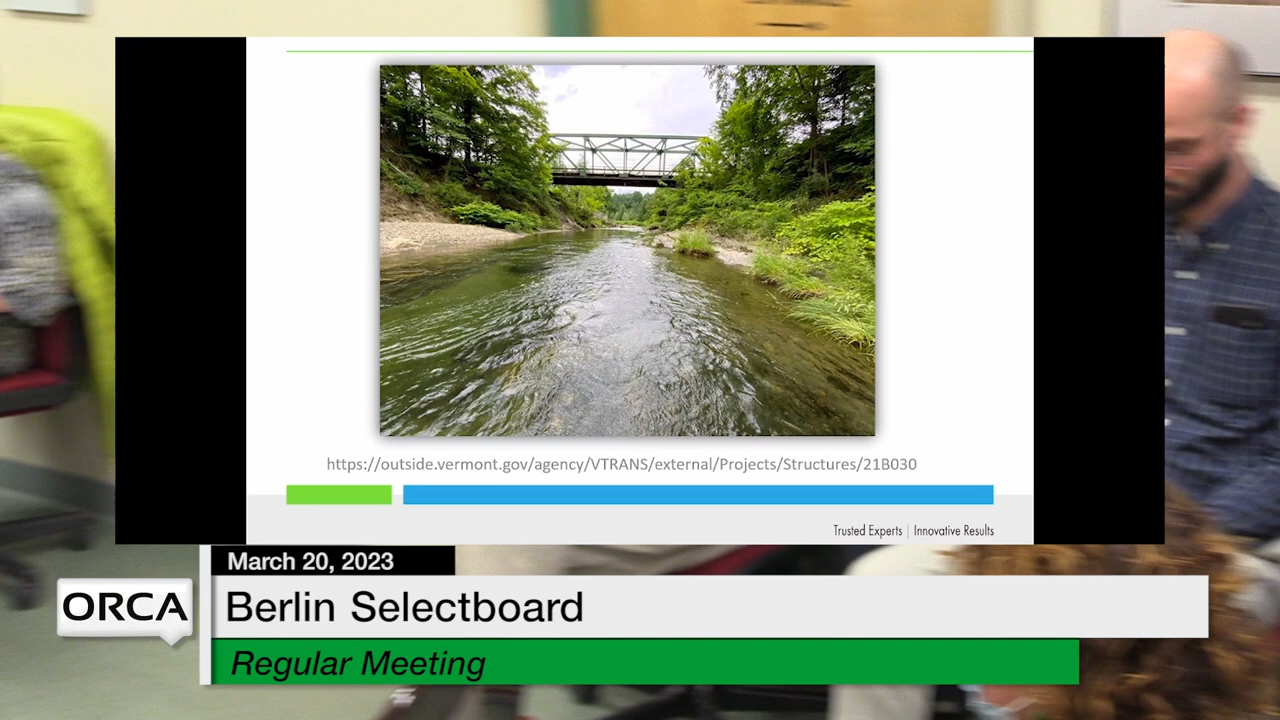 https://outside.vermont.gov/agency/VTRANS/external/Projects/Structures/21B030
Trusted Experts | Innovative Results
March 20, 2023
ORCA
Berlin Selectboard
Regular Meeting